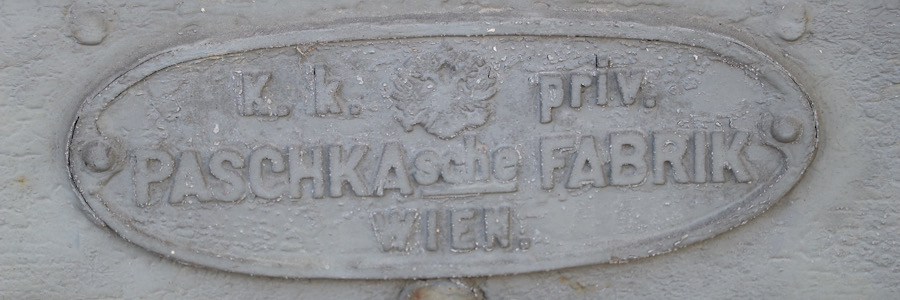 k. k. priv.
PASCHKAsche FABRIK
WIEN.